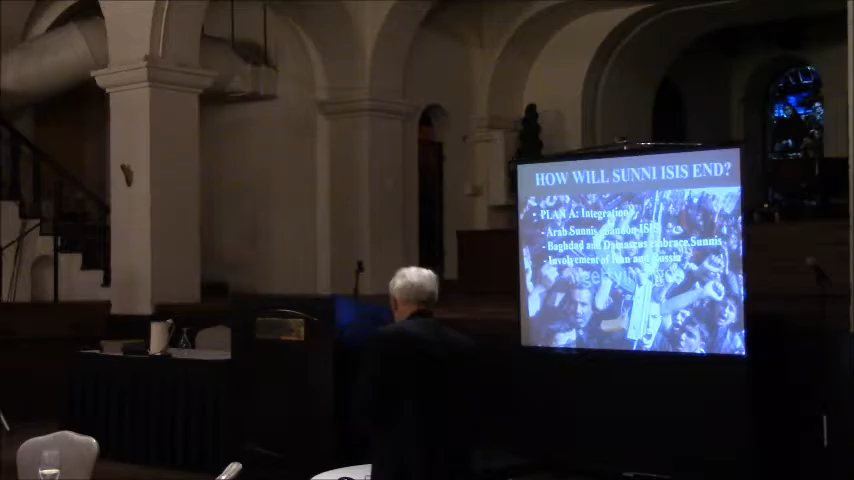 HOW WILL SUNNI ISIS END?
PLAN A: Integration?
- Arab Sunnis abandon ISIS
- Baghdad and Damascus embrace Sunnis
- Involvement of Iran and Russia
gettyimages